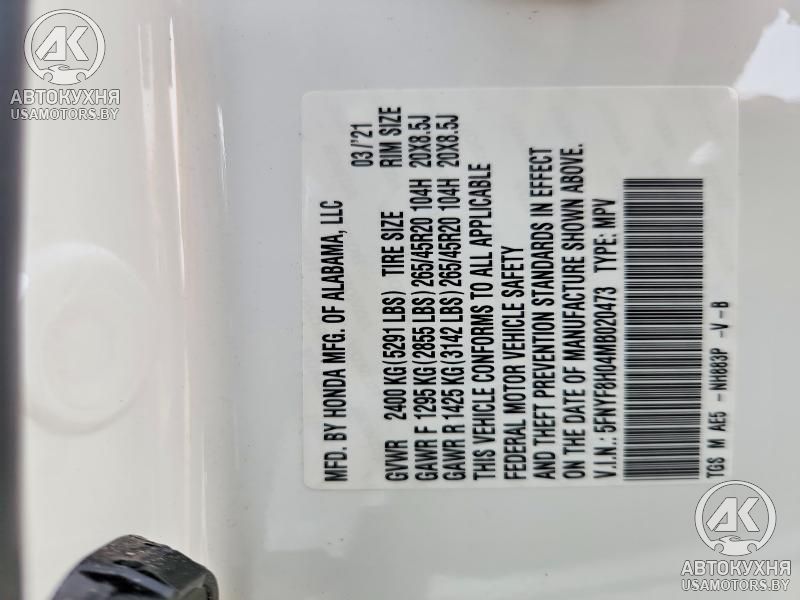 AK
АВТОКУХНЯ
USAMOTORS.BY
MFD. BY HONDA MFG. OF ALABAMA, LLC 03/'21
GVWR 2400 KG(5291 LBS) TIRE SIZE RIM SIZE
GAWR F 1295 KG(2855 LBS) 265/45R20 104H 20X8.5J
GAWR R 1425 KG(3142 LBS) 265/45R20 104H 20X8.5J
THIS VEHICLE CONFORMS TO ALL APPLICABLE
FEDERAL MOTOR VEHICLE SAFETY
AND THEFT PREVENTION STANDARDS IN EFFECT
ON THE DATE OF MANUFACTURE SHOWN ABOVE.
V.I.N.: 5FNYF8H04MB020473 TYPE: MPV
TGS M AE5 -NH883P -V-B
AK
АВТОКУХНЯ
USAMOTORS.BY